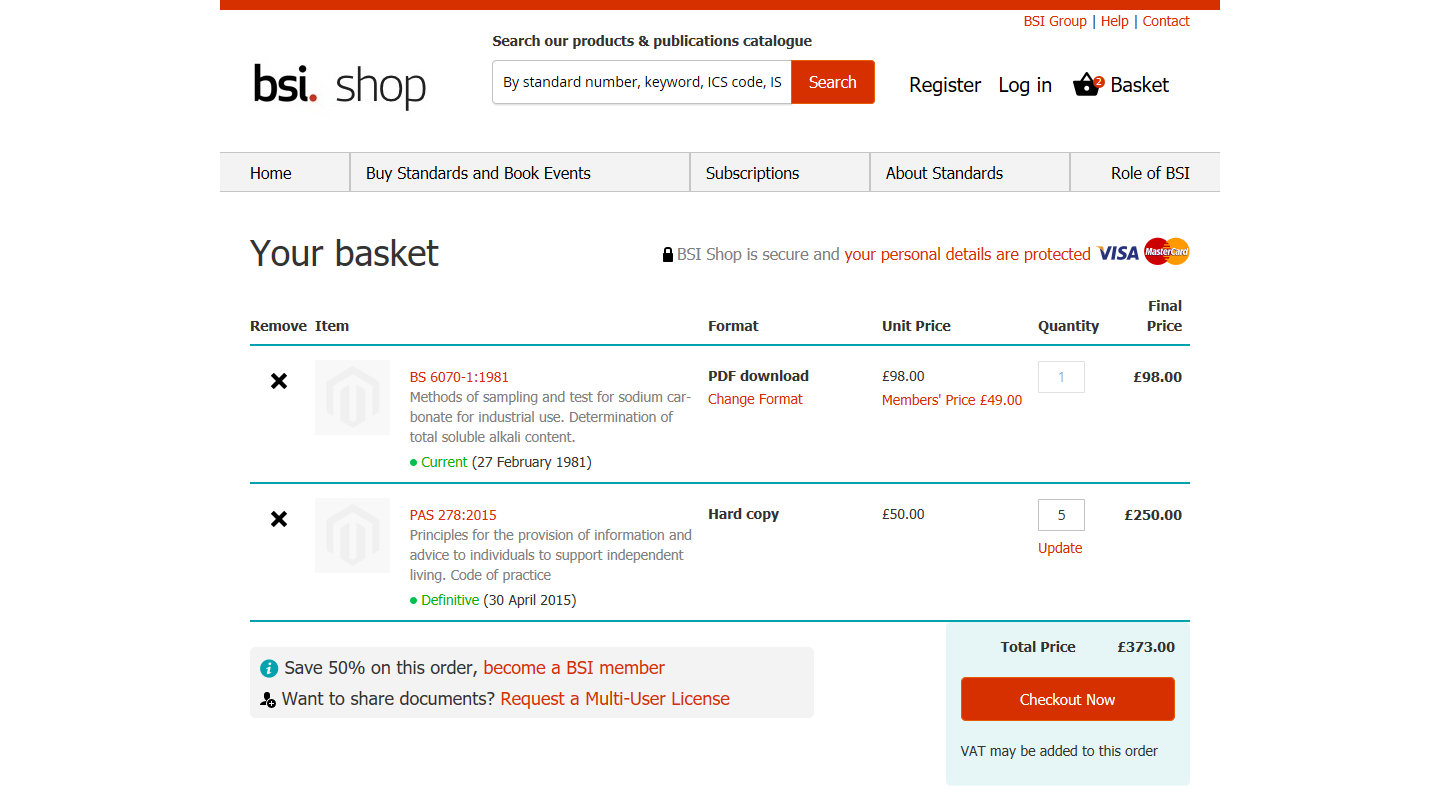 BSI Group | Help | Contact
Search our products & publications catalogue
bsi. shop
By standard number, keyword, ICS code, IS
Search
Register
Log in
2
Basket
Home
Buy Standards and Book Events
Subscriptions
About Standards
Role of BSI
Your basket
BSI Shop is secure and your personal details are protected
VISA
MasterCard
Remove
Item
Format
Unit Price
Quantity
Final
Price
BS 6070-1:1981
Methods of sampling and test for sodium car-
bonate for industrial use. Determination of
total soluble alkali content.
Current (27 February 1981)
PDF download
Change Format
£98.00
Members' Price £49.00
1
£98.00
PAS 278:2015
Principles for the provision of information and
advice to individuals to support independent
living. Code of practice
Definitive (30 April 2015)
Hard copy
£50.00
5
Update
£250.00
Save 50% on this order, become a BSI member
Want to share documents? Request a Multi-User License
Total Price £373.00
Checkout Now
VAT may be added to this order